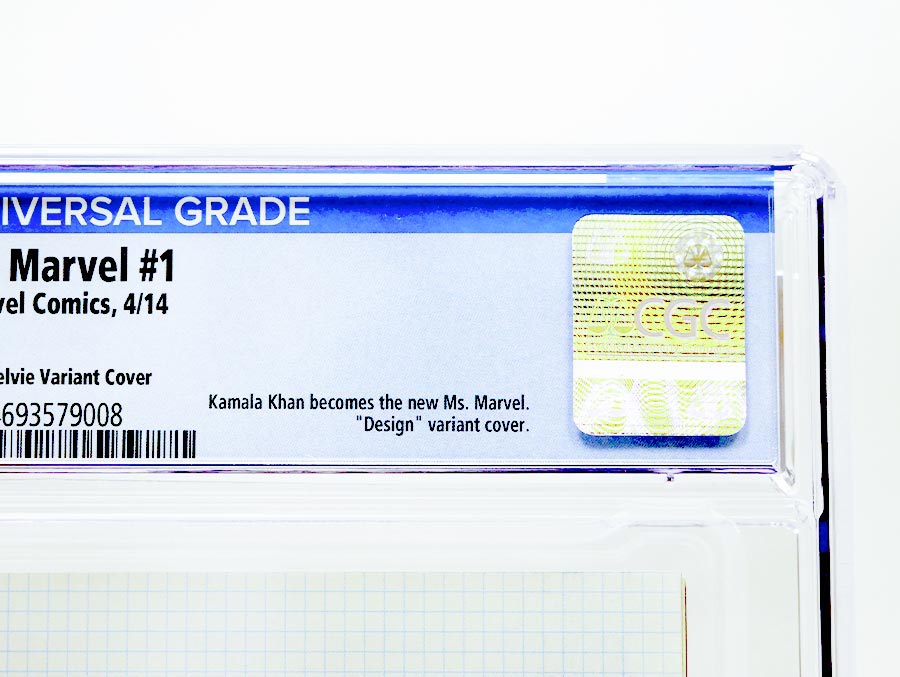 IVERSAL GRADE
Marvel #1
vel Comics, 4/14
elvie Variant Cover
693579008
Kamala Khan becomes the new Ms. Marvel.
"Design" variant cover.
CGC